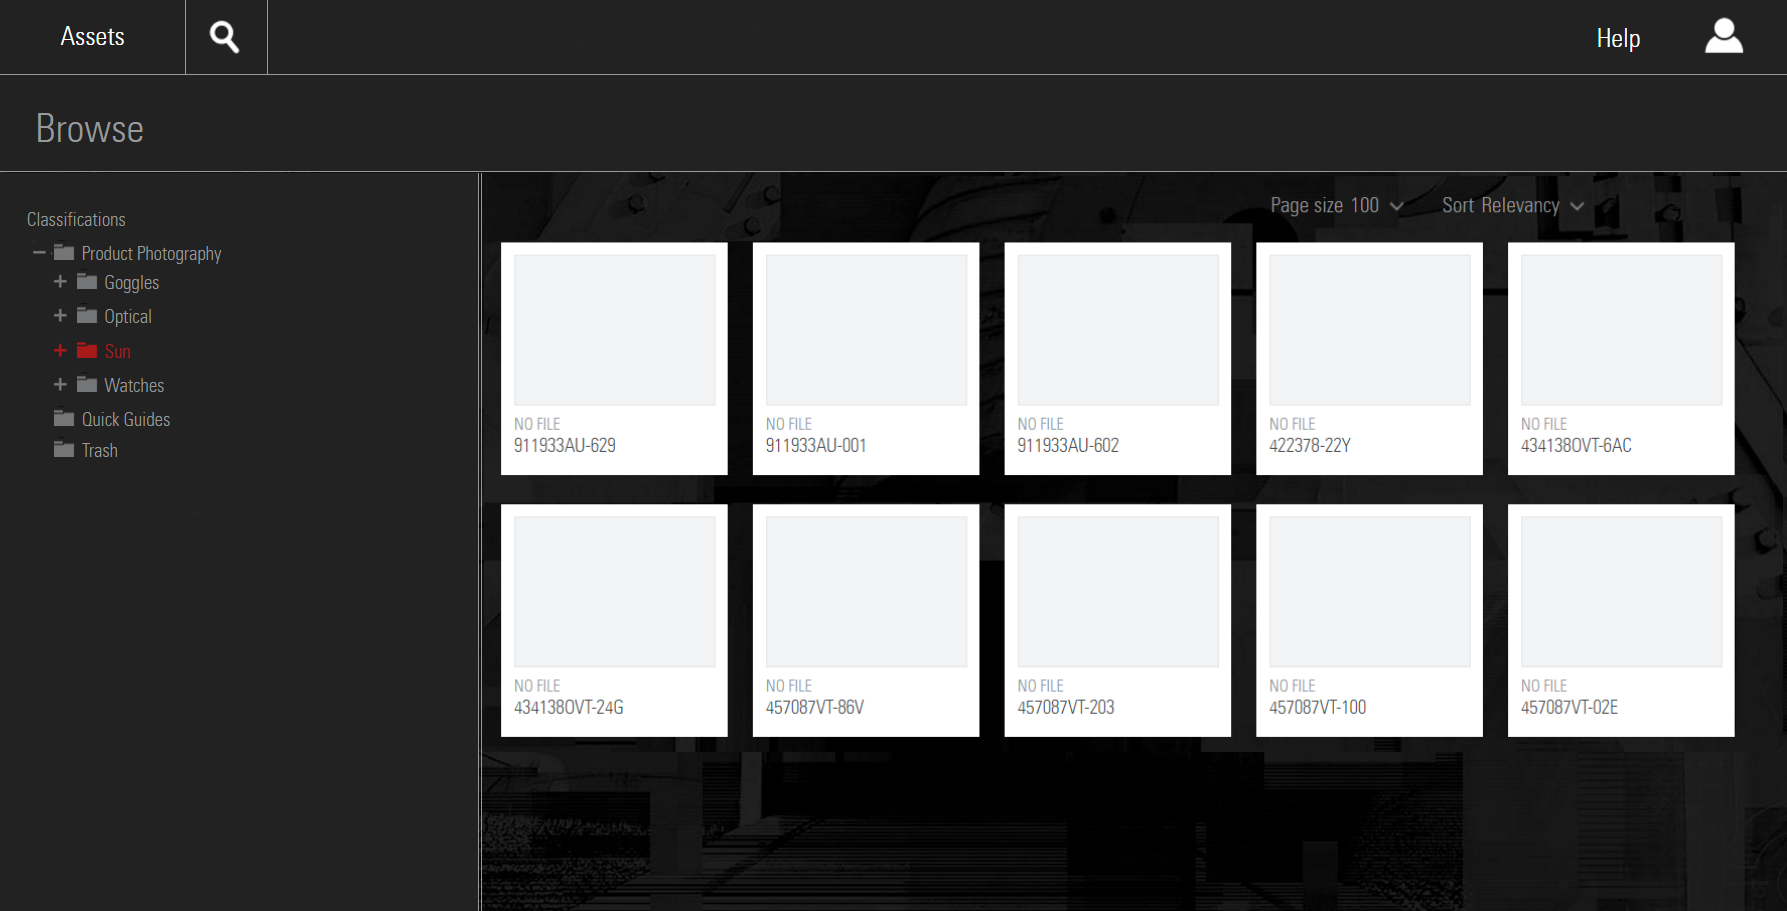 Assets
Help
Browse
Classifications
Product Photography
Goggles
Optical
Sun
Watches
Quick Guides
Trash
Page size 100
Sort Relevancy
NO FILE
911933AU-629
NO FILE
911933AU-001
NO FILE
911933AU-602
NO FILE
422378-22Y
NO FILE
434138OVT-6AC
NO FILE
434138OVT-24G
NO FILE
457087VT-86V
NO FILE
457087VT-203
NO FILE
457087VT-100
NO FILE
457087VT-02E